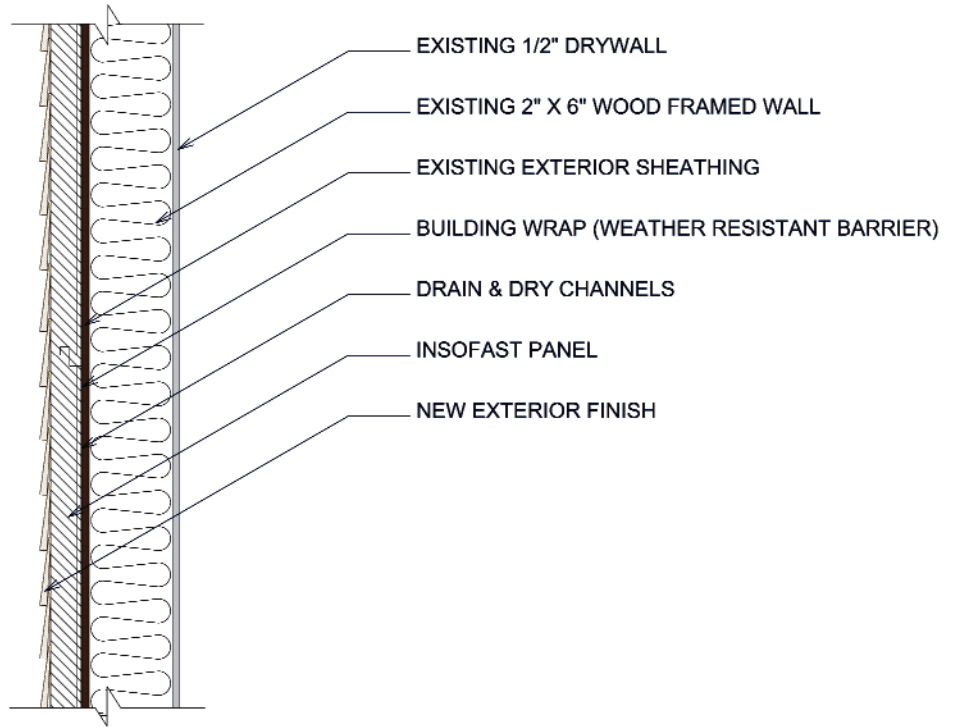 EXISTING 1/2" DRYWALL
EXISTING 2" X 6" WOOD FRAMED WALL
EXISTING EXTERIOR SHEATHING
BUILDING WRAP (WEATHER RESISTANT BARRIER)
DRAIN & DRY CHANNELS
INSOFAST PANEL
NEW EXTERIOR FINISH